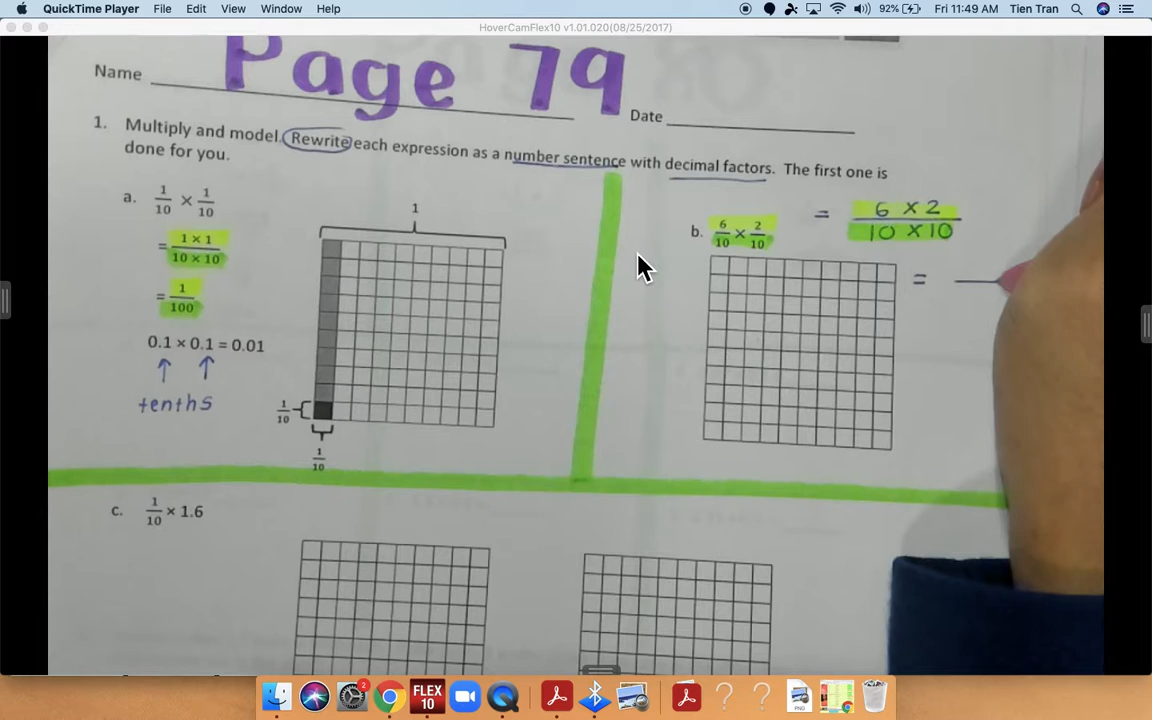 QuickTime Player File Edit View Window Help 92% Fri 11:49 AM Tien Tran
HoverCamFlex10 v1.01.020(08/25/2017)
Page 79
Name
Date
1. Multiply and model. Rewrite each expression as a number sentence with decimal factors. The first one is
done for you.
a. 1/10 × 1/10
= 1 × 1 / 10 × 10
= 1/100
0.1 × 0.1 = 0.01
tenths
1
1/10
1/10
b. 6/10 × 2/10 = 6 × 2 / 10 × 10
=
c. 1/10 × 1.6
2
FLEX
10
PNG